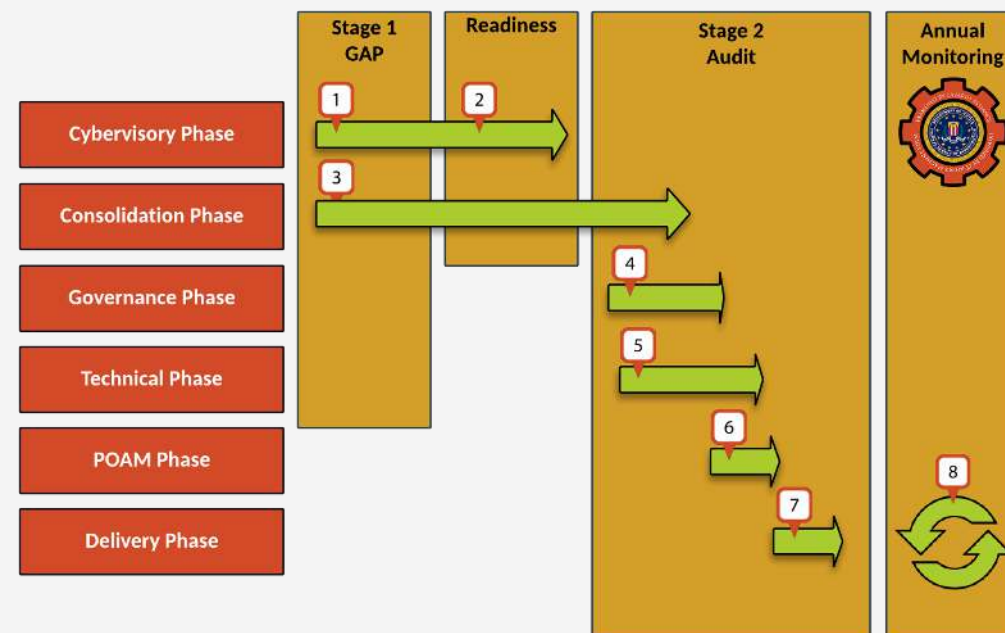 Stage 1
GAP
Readiness
Stage 2
Audit
Annual
Monitoring
1
2
Cybervisory Phase
3
Consolidation Phase
4
Governance Phase
5
Technical Phase
6
POAM Phase
8
7
Delivery Phase